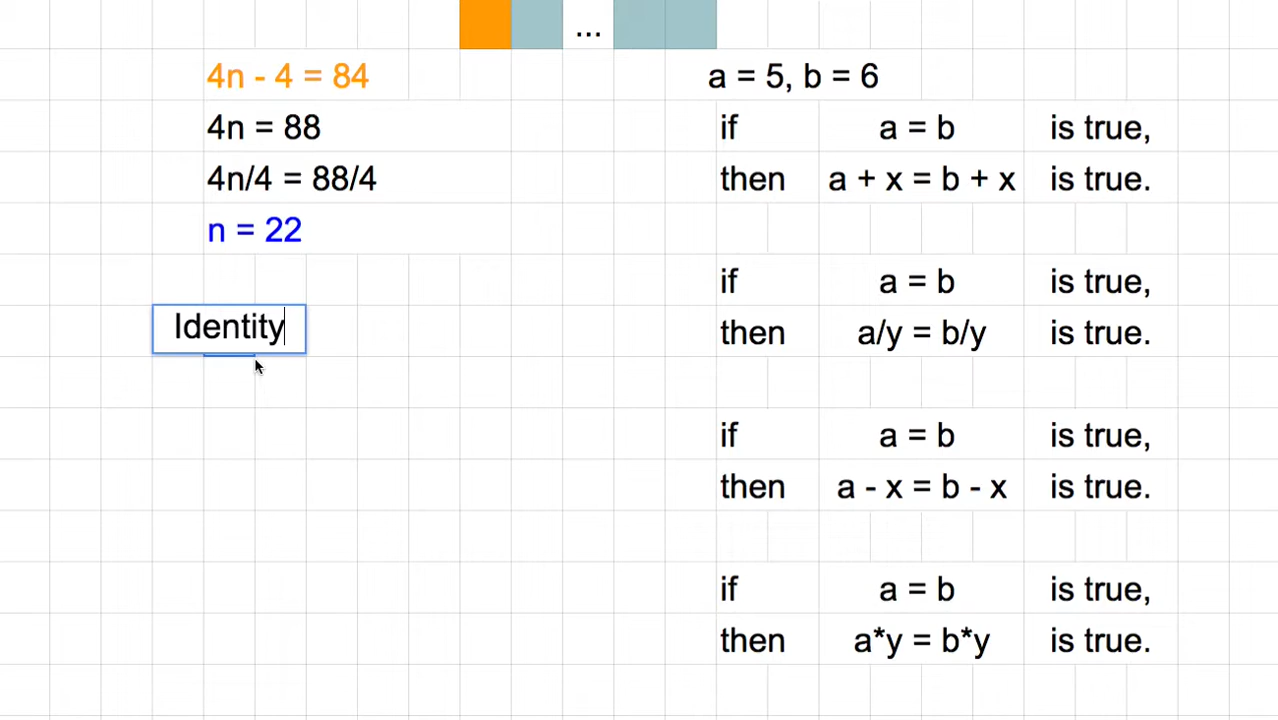 ...
4n - 4 = 84
4n = 88
4n/4 = 88/4
n = 22
Identity
a = 5, b = 6
if a = b is true,
then a + x = b + x is true.
if a = b is true,
then a/y = b/y is true.
if a = b is true,
then a - x = b - x is true.
if a = b is true,
then a*y = b*y is true.